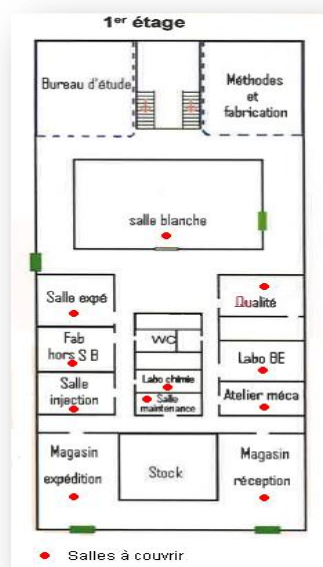 1er étage
Bureau d'étude
Méthodes
et
fabrication
salle blanche
Salle expé
Qualité
Fab
hors S B
WC
Labo BE
Salle
injection
Labo chimie
Salle
maintenance
Atelier méca
Magasin
expédition
Stock
Magasin
réception
Salles à couvrir